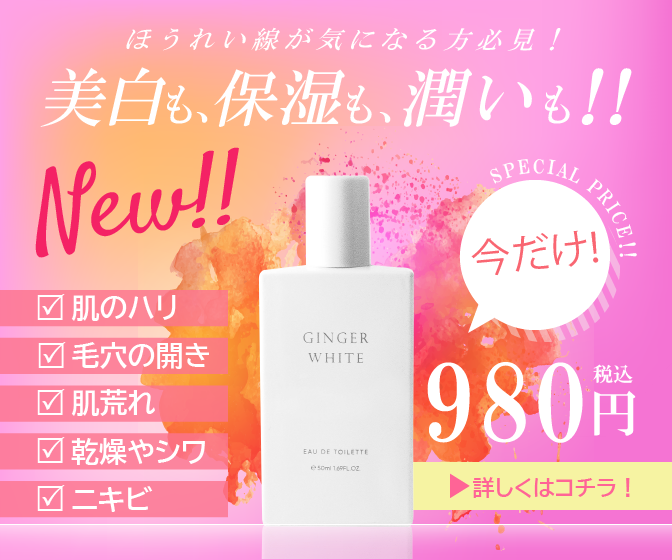 ほうれい線が気になる方必見！
美白も、保湿も、潤いも!!
New!!
SPECIAL PRICE!!
今だけ!
☑ 肌のハリ
☑ 毛穴の開き
☑ 肌荒れ
☑ 乾燥やシワ
☑ ニキビ
GINGER
WHITE
EAU DE TOILETTE
℮ 50ml 1.69FL.OZ
980円 税込
▶詳しくはコチラ！